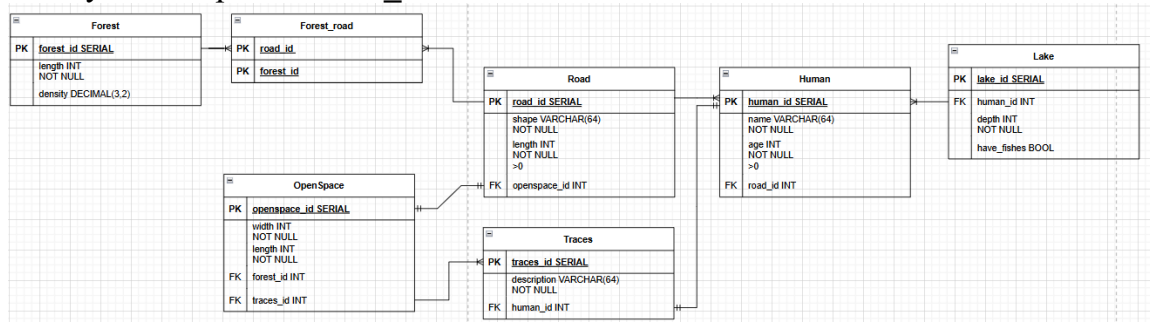 Forest
PK forest_id SERIAL
length INT
NOT NULL
density DECIMAL(3,2)
Forest_road
PK road_id
PK forest_id
Road
PK road_id SERIAL
shape VARCHAR(64)
NOT NULL
length INT
NOT NULL
>0
FK openspace_id INT
Human
PK human_id SERIAL
name VARCHAR(64)
NOT NULL
age INT
NOT NULL
>0
FK road_id INT
Lake
PK lake_id SERIAL
FK human_id INT
depth INT
NOT NULL
have_fishes BOOL
OpenSpace
PK openspace_id SERIAL
width INT
NOT NULL
length INT
NOT NULL
FK forest_id INT
FK traces_id INT
Traces
PK traces_id SERIAL
description VARCHAR(64)
NOT NULL
FK human_id INT